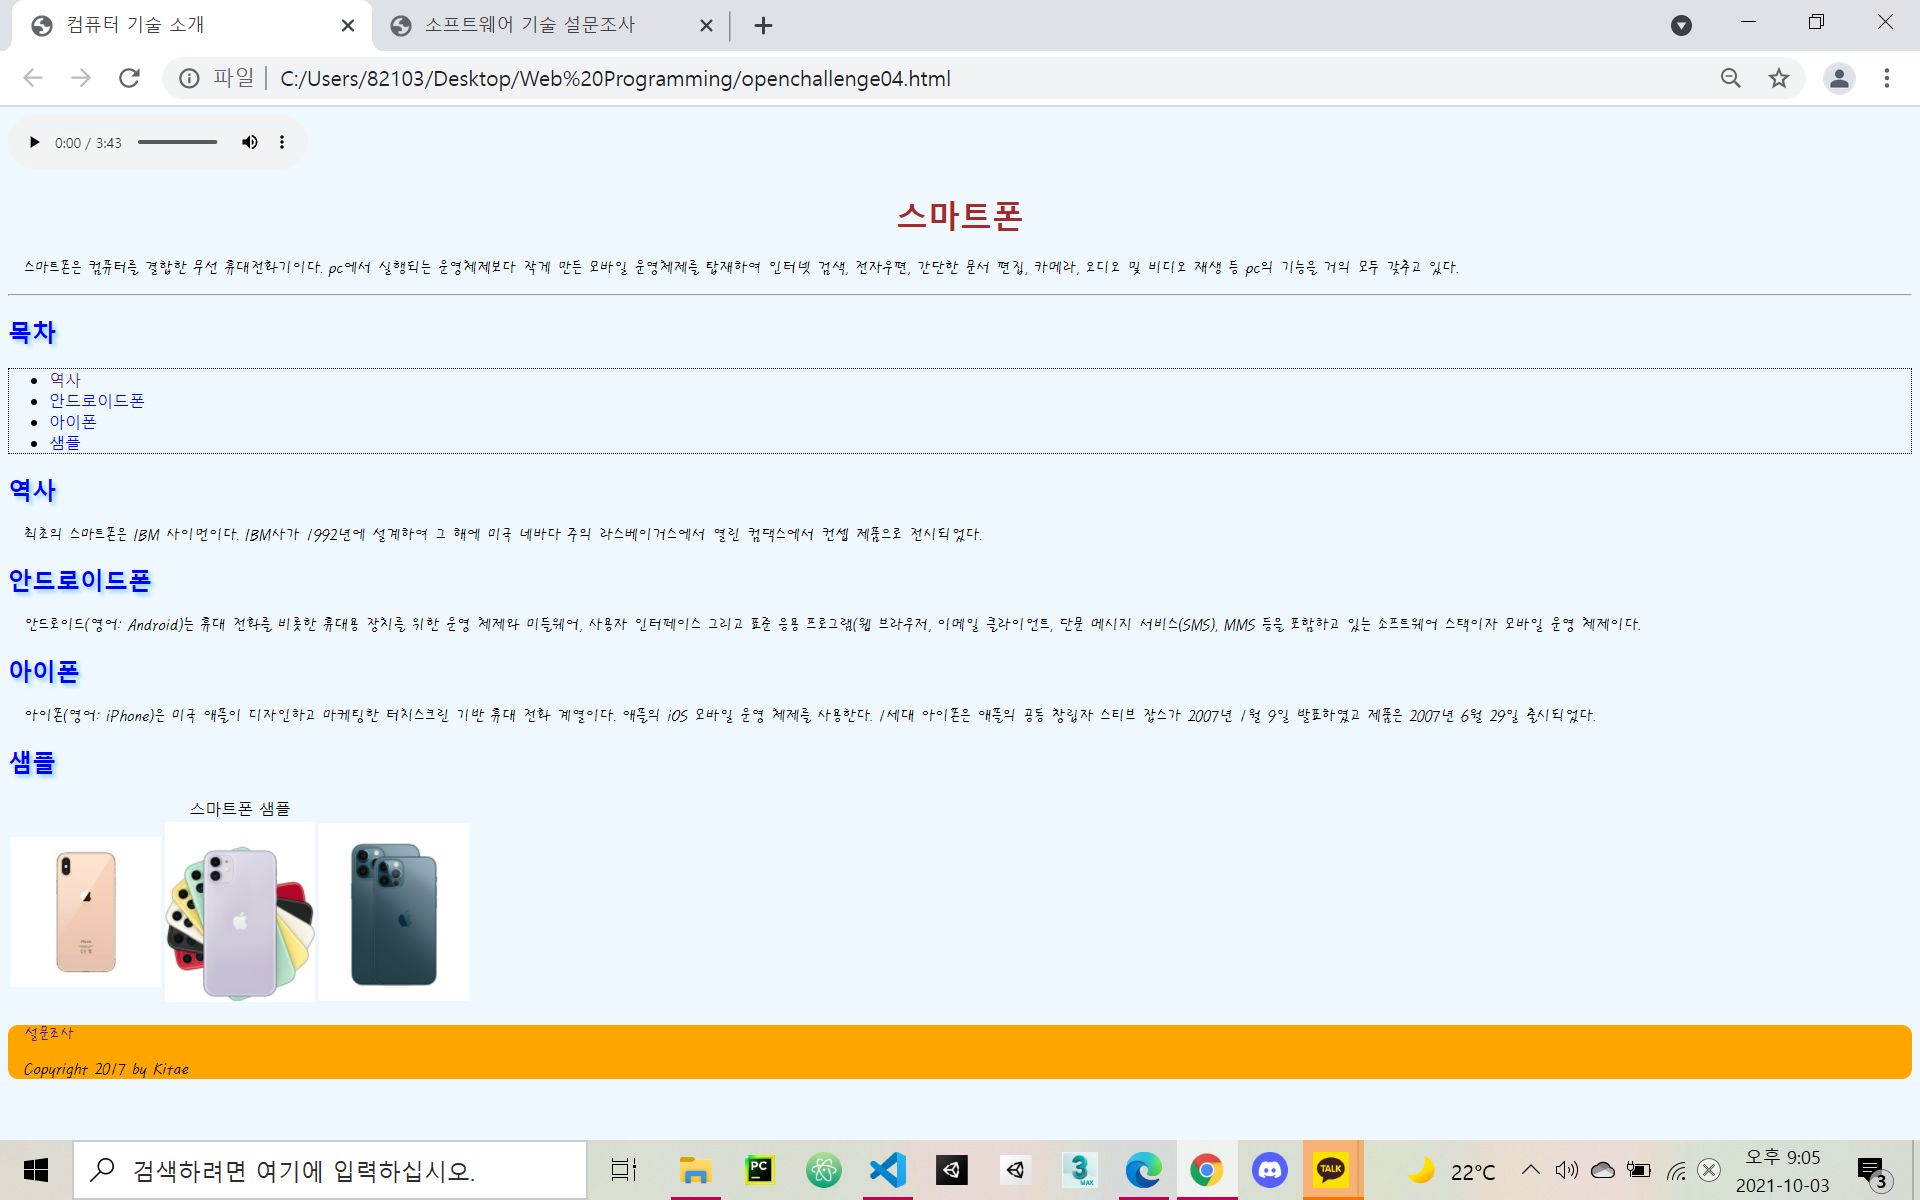 컴퓨터 기술 소개
소프트웨어 기술 설문조사
파일
C:/Users/82103/Desktop/Web%20Programming/openchallenge04.html
0:00 / 3:43
스마트폰
스마트폰은 컴퓨터를 결합한 무선 휴대전화기이다. pc에서 실행되는 운영체제보다 작게 만든 모바일 운영체제를 탑재하여 인터넷 검색, 전자우편, 간단한 문서 편집, 카메라, 오디오 및 비디오 재생 등 pc의 기능을 거의 모두 갖추고 있다.
목차
역사
안드로이드폰
아이폰
샘플
역사
최초의 스마트폰은 IBM 사이먼이다. IBM사가 1992년에 설계하여 그 해에 미국 네바다 주의 라스베이거스에서 열린 컴댁스에서 컨셉 제품으로 전시되었다.
안드로이드폰
안드로이드(영어: Android)는 휴대 전화를 비롯한 휴대용 장치를 위한 운영 체제와 미들웨어, 사용자 인터페이스 그리고 표준 응용 프로그램(웹 브라우저, 이메일 클라이언트, 단문 메시지 서비스(SMS), MMS 등을 포함하고 있는 소프트웨어 스택이자 모바일 운영 체제이다.
아이폰
아이폰(영어: iPhone)은 미국 애플이 디자인하고 마케팅한 터치스크린 기반 휴대 전화 계열이다. 애플의 iOS 모바일 운영 체제를 사용한다. 1세대 아이폰은 애플의 공동 창립자 스티브 잡스가 2007년 1월 9일 발표하였고 제품은 2007년 6월 29일 출시되었다.
샘플
스마트폰 샘플
설문조사
Copyright 2017 by Kitae
검색하려면 여기에 입력하십시오.
PC
3
MAX
TALK
22°C
오후 9:05
2021-10-03
3